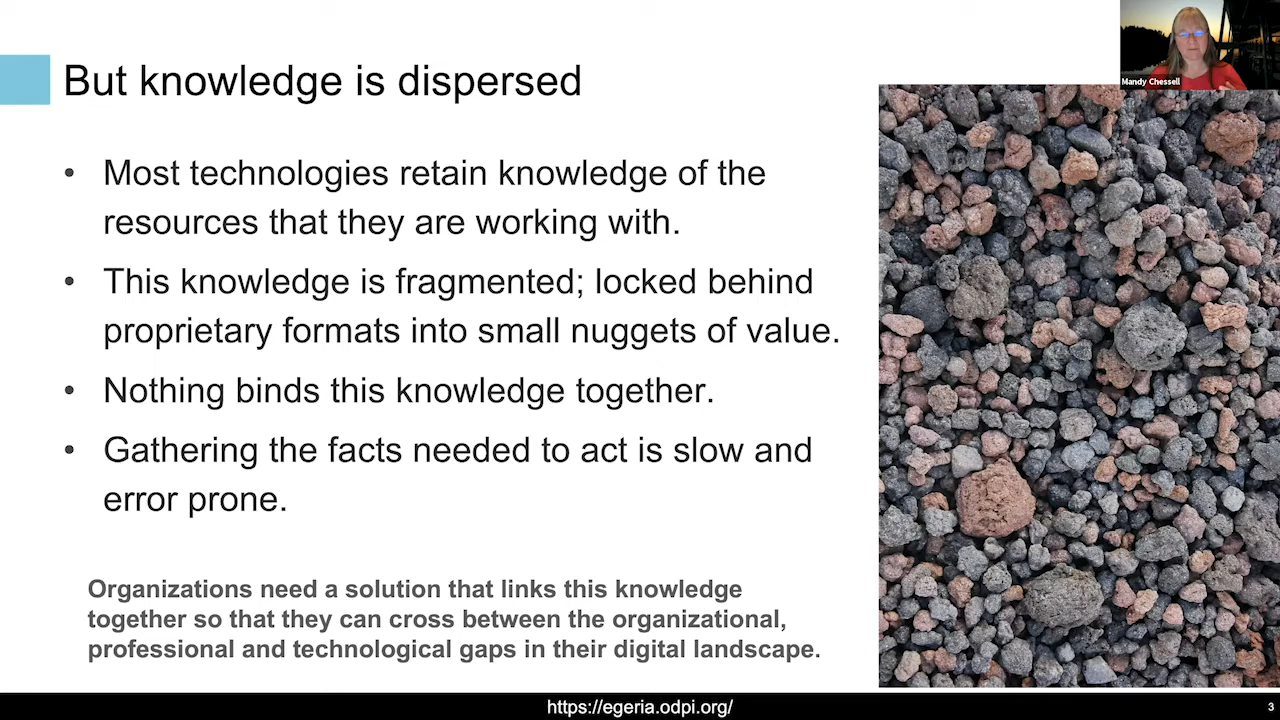 Mandy Chessell
But knowledge is dispersed
• Most technologies retain knowledge of the
resources that they are working with.
• This knowledge is fragmented; locked behind
proprietary formats into small nuggets of value.
• Nothing binds this knowledge together.
• Gathering the facts needed to act is slow and
error prone.
Organizations need a solution that links this knowledge
together so that they can cross between the organizational,
professional and technological gaps in their digital landscape.
https://egeria.odpi.org/
3